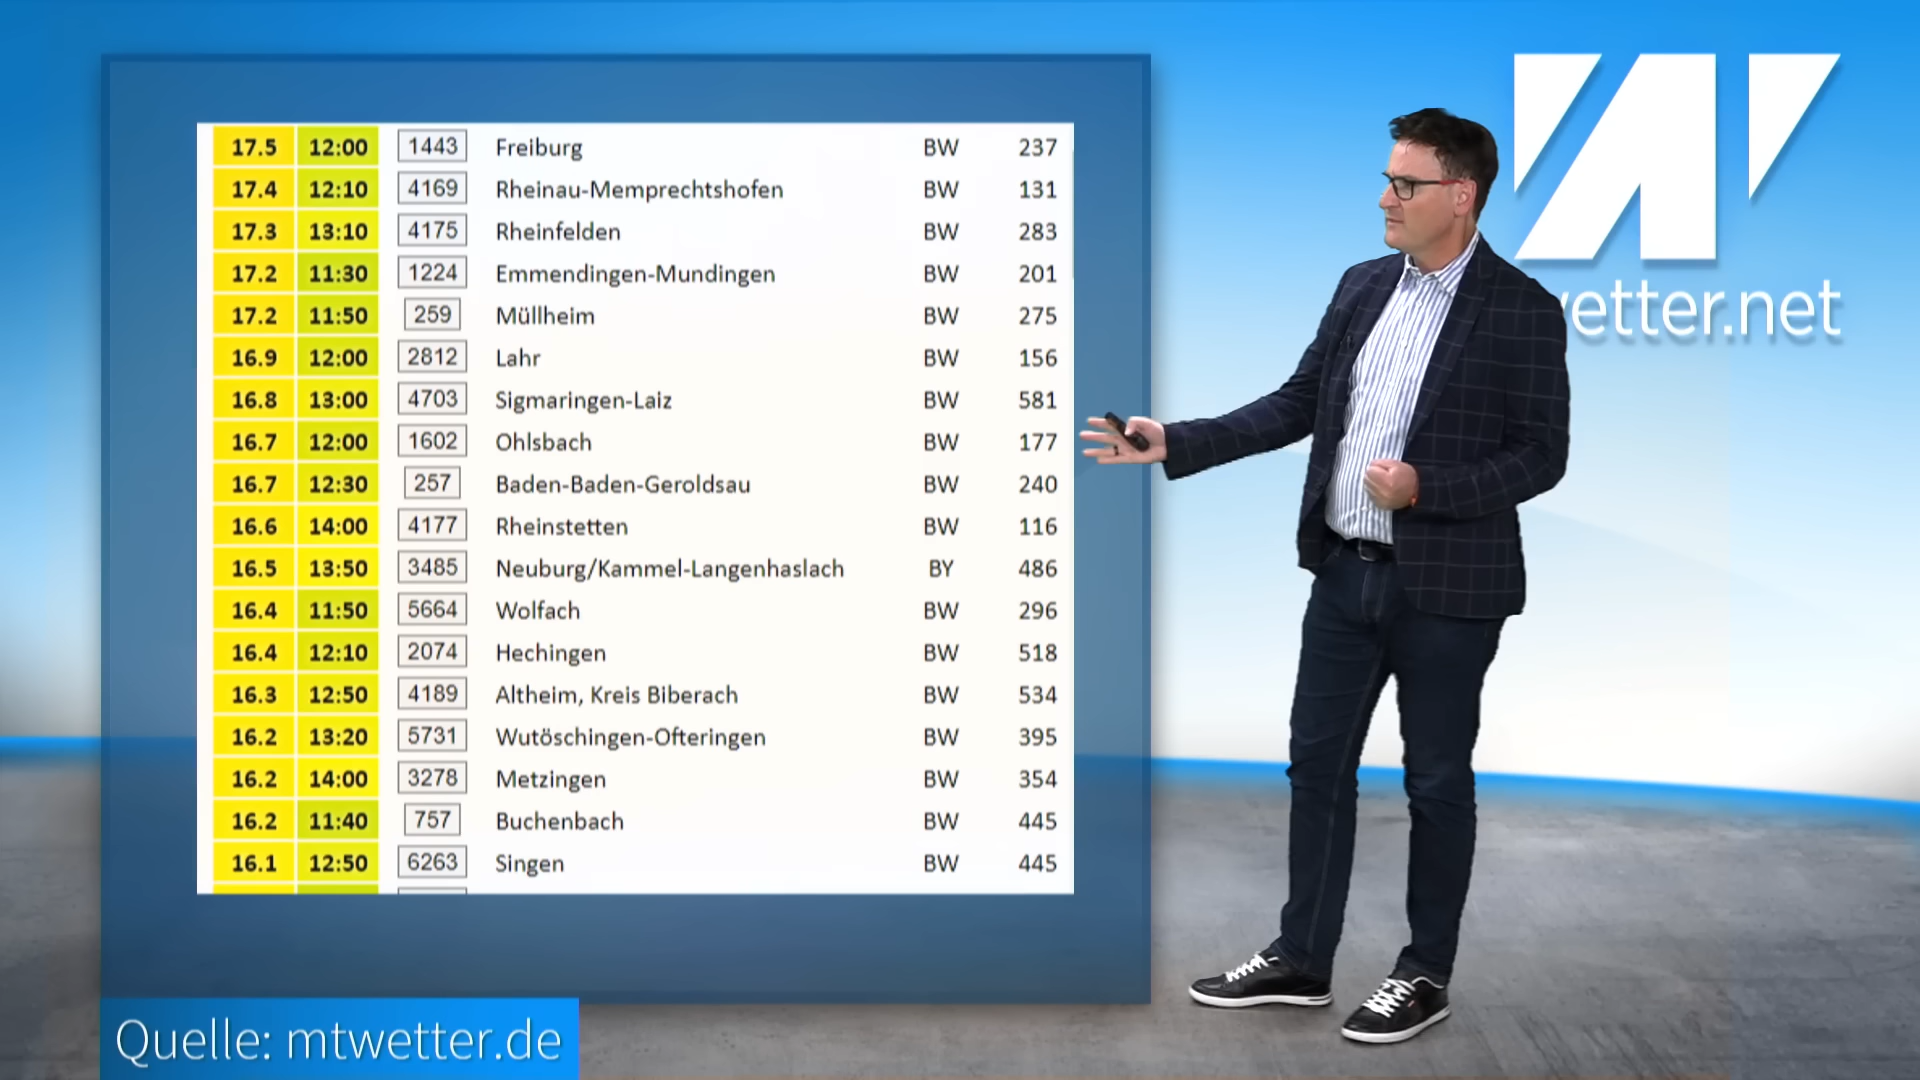 17.5 12:00 1443 Freiburg BW 237
17.4 12:10 4169 Rheinau-Memprechtshofen BW 131
17.3 13:10 4175 Rheinfelden BW 283
17.2 11:30 1224 Emmendingen-Mundingen BW 201
17.2 11:50 259 Müllheim BW 275
16.9 12:00 2812 Lahr BW 156
16.8 13:00 4703 Sigmaringen-Laiz BW 581
16.7 12:00 1602 Ohlsbach BW 177
16.7 12:30 257 Baden-Baden-Geroldsau BW 240
16.6 14:00 4177 Rheinstetten BW 116
16.5 13:50 3485 Neuburg/Kammel-Langenhaslach BY 486
16.4 11:50 5664 Wolfach BW 296
16.4 12:10 2074 Hechingen BW 518
16.3 12:50 4189 Altheim, Kreis Biberach BW 534
16.2 13:20 5731 Wutöschingen-Ofteringen BW 395
16.2 14:00 3278 Metzingen BW 354
16.2 11:40 757 Buchenbach BW 445
16.1 12:50 6263 Singen BW 445
wetter.net
Quelle: mtwetter.de